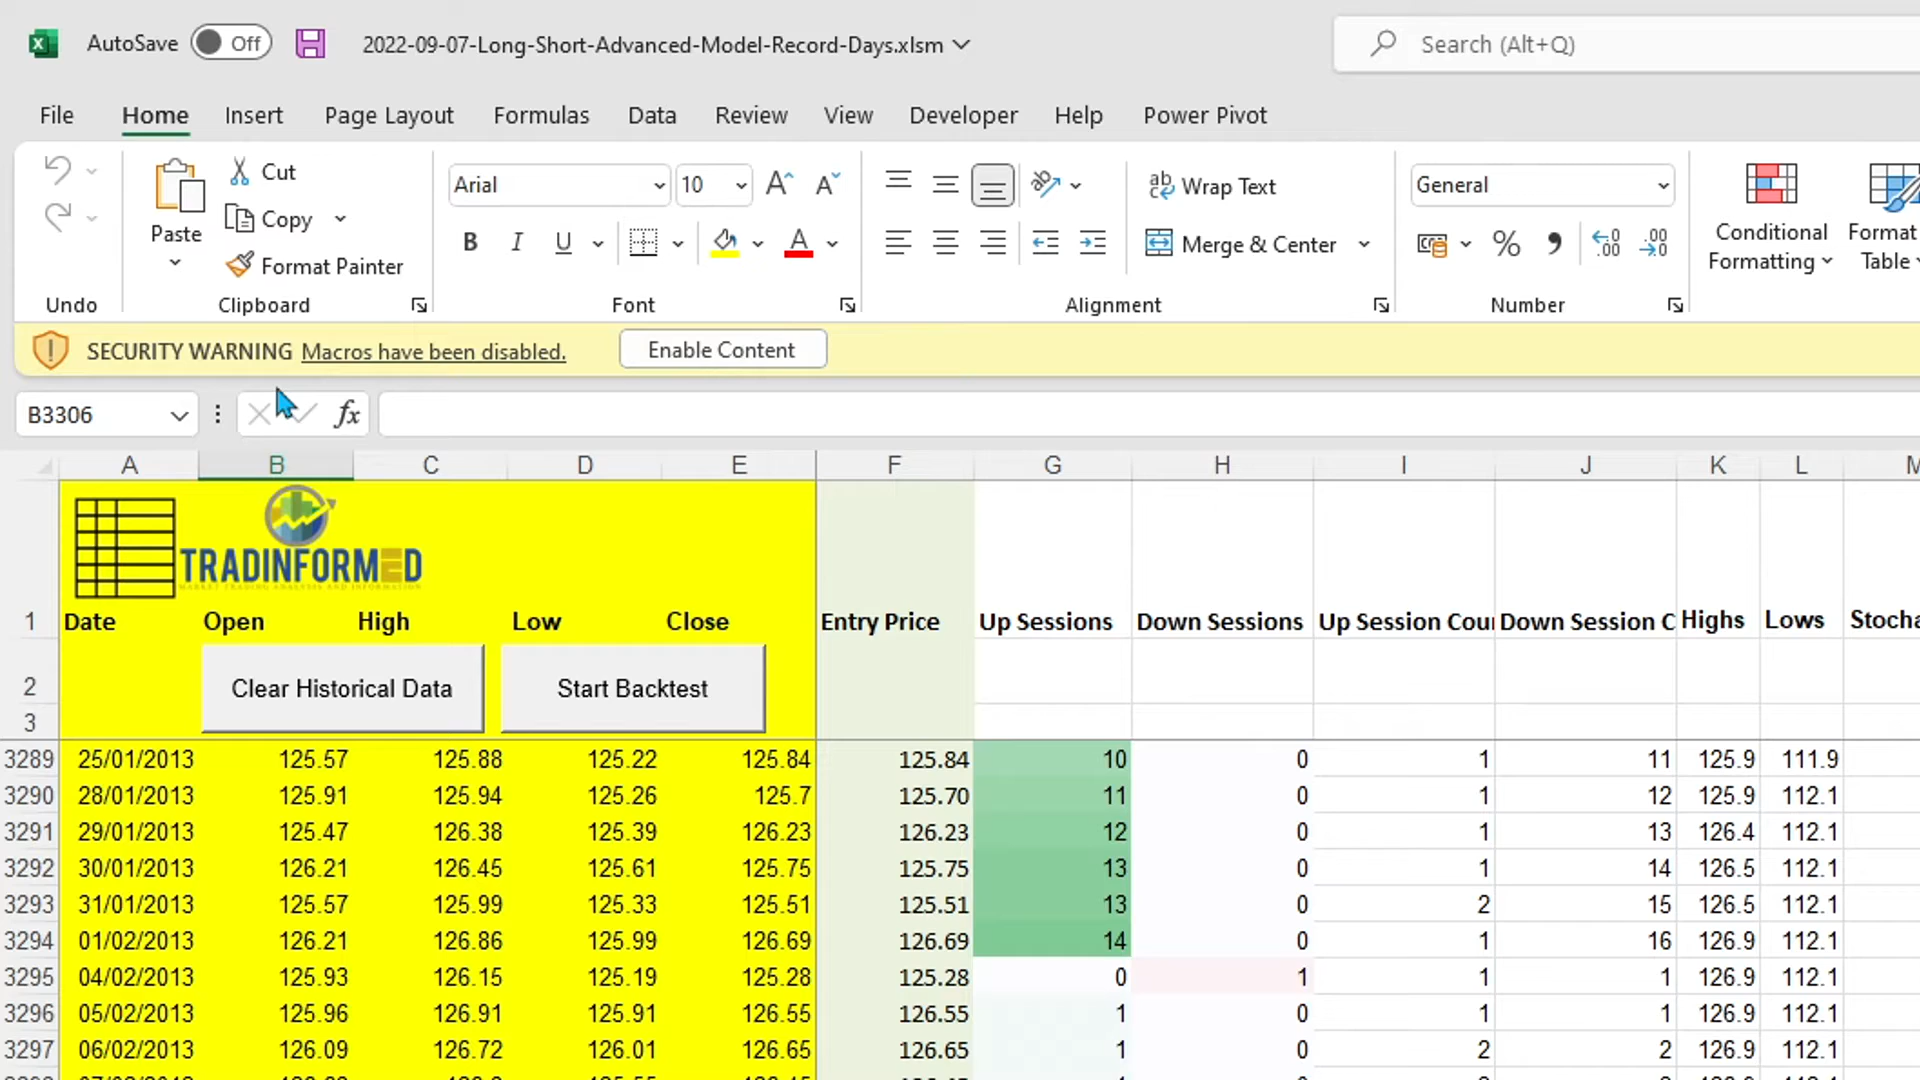 AutoSave Off 2022-09-07-Long-Short-Advanced-Model-Record-Days.xlsm Search (Alt+Q)
File Home Insert Page Layout Formulas Data Review View Developer Help Power Pivot
Cut
Copy
Format Painter
Paste
Arial 10
B I U
ab Wrap Text
Merge & Center
General
% 9
Conditional Formatting
Format Table
Undo Clipboard Font Alignment Number
SECURITY WARNING Macros have been disabled. Enable Content
B3306 fx
A B C D E F G H I J K L
TRADINFORMED
MARKET TRADING ANALYSIS AND INFORMATION
1 Date Open High Low Close Entry Price Up Sessions Down Sessions Up Session Cou Down Session C Highs Lows Stocha
2 Clear Historical Data Start Backtest
3
3289 25/01/2013 125.57 125.88 125.22 125.84 125.84 10 0 1 11 125.9 111.9
3290 28/01/2013 125.91 125.94 125.26 125.7 125.70 11 0 1 12 125.9 112.1
3291 29/01/2013 125.47 126.38 125.39 126.23 126.23 12 0 1 13 126.4 112.1
3292 30/01/2013 126.21 126.45 125.61 125.75 125.75 13 0 1 14 126.5 112.1
3293 31/01/2013 125.57 125.99 125.33 125.51 125.51 13 0 2 15 126.5 112.1
3294 01/02/2013 126.21 126.86 125.99 126.69 126.69 14 0 1 16 126.9 112.1
3295 04/02/2013 125.93 126.15 125.19 125.28 125.28 0 1 1 1 126.9 112.1
3296 05/02/2013 125.96 126.91 125.91 126.55 126.55 1 0 1 1 126.9 112.1
3297 06/02/2013 126.09 126.72 126.01 126.65 126.65 1 0 2 2 126.9 112.1